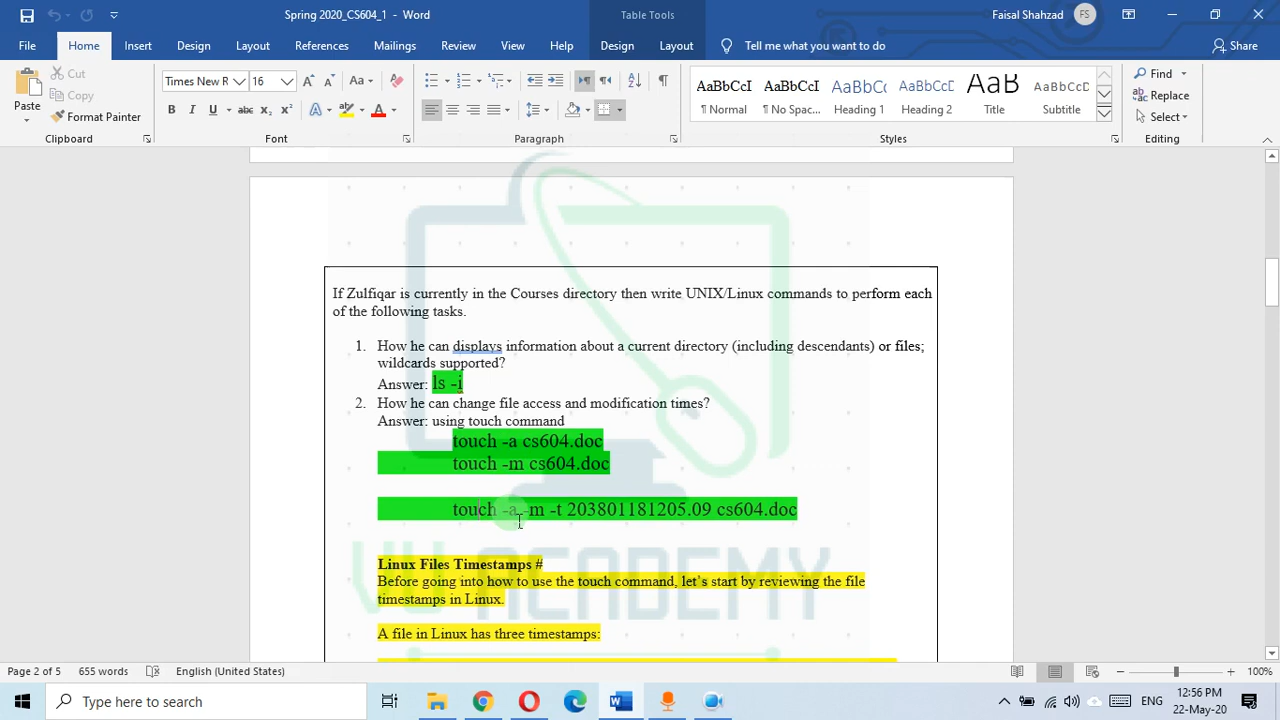 Spring 2020_CS604_1 - Word
Table Tools
Faisal Shahzad
FS
File
Home
Insert
Design
Layout
References
Mailings
Review
View
Help
Design
Layout
Tell me what you want to do
Share
Paste
Cut
Copy
Format Painter
Clipboard
Times New R
16
Font
Paragraph
AaBbCcI
¶ Normal
AaBbCcI
¶ No Spac...
AaBbCc
Heading 1
AaBbCcI
Heading 2
AaB
Title
AaBbCcI
Subtitle
Styles
Find
Replace
Select
Editing
If Zulfiqar is currently in the Courses directory then write UNIX/Linux commands to perform each
of the following tasks.
1. How he can displays information about a current directory (including descendants) or files;
wildcards supported?
Answer: ls -i
2. How he can change file access and modification times?
Answer: using touch command
touch -a cs604.doc
touch -m cs604.doc
touch -a -m -t 203801181205.09 cs604.doc
Linux Files Timestamps #
Before going into how to use the touch command, let's start by reviewing the file
timestamps in Linux.
A file in Linux has three timestamps:
VU ACADEMY
Page 2 of 5
655 words
English (United States)
100%
Type here to search
ENG
12:56 PM
22-May-20